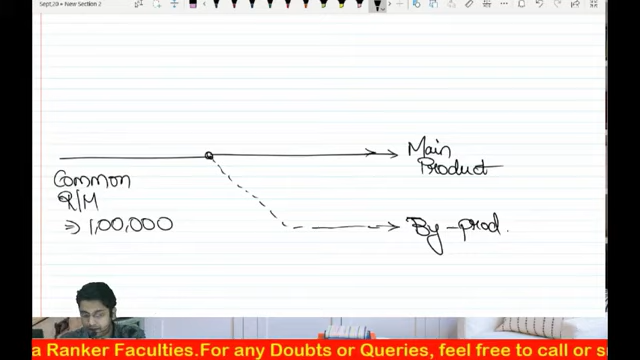 Sept,20 » New Section 2
Main
Product
Common
R/M
⇒ 1,00,000
By-prod.
a Ranker Faculties.For any Doubts or Queries, feel free to call or s